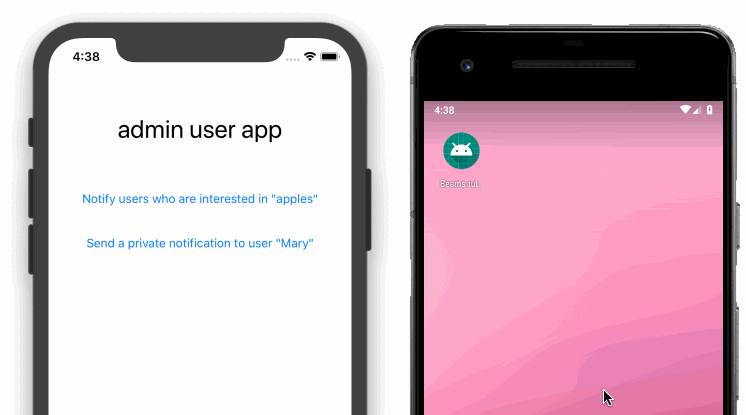 4:38
admin user app
Notify users who are interested in "apples"
Send a private notification to user "Mary"
4:38
Beams tut..